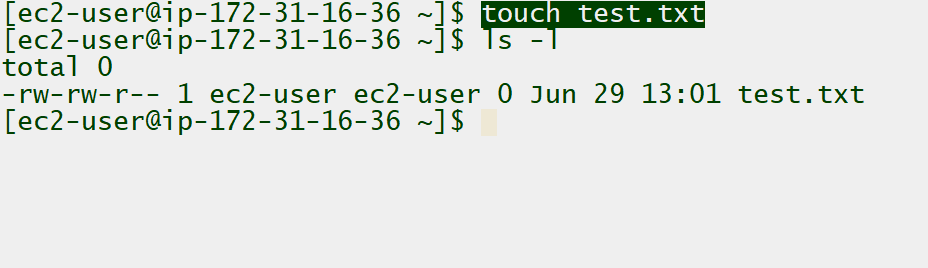 [ec2-user@ip-172-31-16-36 ~]$ touch test.txt
[ec2-user@ip-172-31-16-36 ~]$ ls -l
total 0
-rw-rw-r-- 1 ec2-user ec2-user 0 Jun 29 13:01 test.txt
[ec2-user@ip-172-31-16-36 ~]$